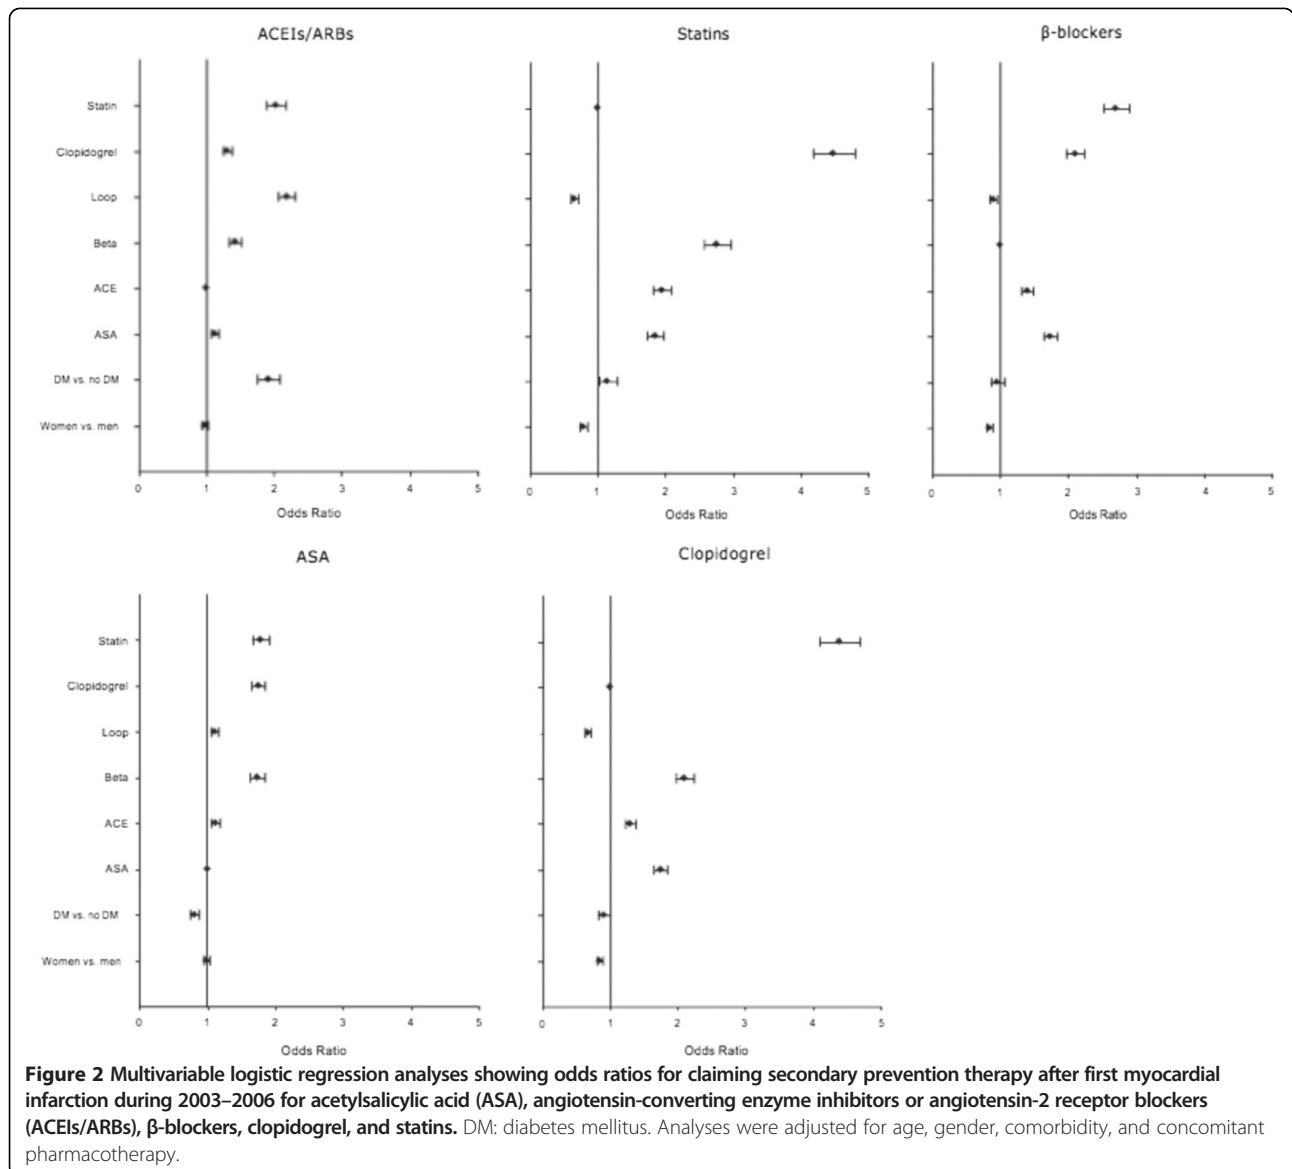 ACEIs/ARBs
Statin
Clopidogrel
Loop
Beta
ACE
ASA
DM vs. no DM
Women vs. men
0 1 2 3 4 5
Odds Ratio
Statins
0 1 2 3 4 5
Odds Ratio
β-blockers
0 1 2 3 4 5
Odds Ratio
ASA
Statin
Clopidogrel
Loop
Beta
ACE
ASA
DM vs. no DM
Women vs. men
0 1 2 3 4 5
Odds Ratio
Clopidogrel
0 1 2 3 4 5
Odds Ratio
Figure 2 Multivariable logistic regression analyses showing odds ratios for claiming secondary prevention therapy after first myocardial
infarction during 2003–2006 for acetylsalicylic acid (ASA), angiotensin-converting enzyme inhibitors or angiotensin-2 receptor blockers
(ACEIs/ARBs), β-blockers, clopidogrel, and statins. DM: diabetes mellitus. Analyses were adjusted for age, gender, comorbidity, and concomitant
pharmacotherapy.